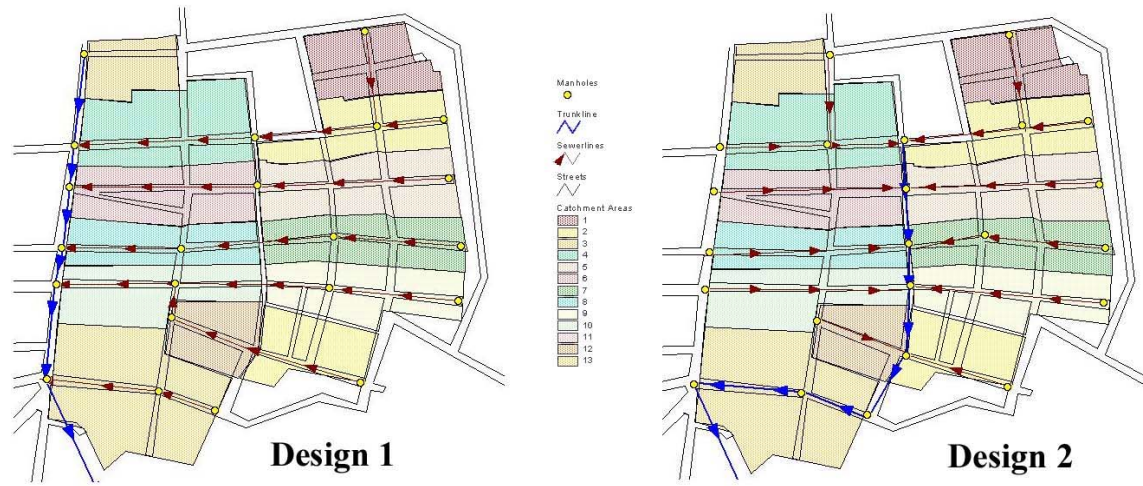 Manholes
Trunkline
Sewerlines
Streets
Catchment Areas
1
2
3
4
5
6
7
8
9
10
11
12
13
Design 1
Design 2